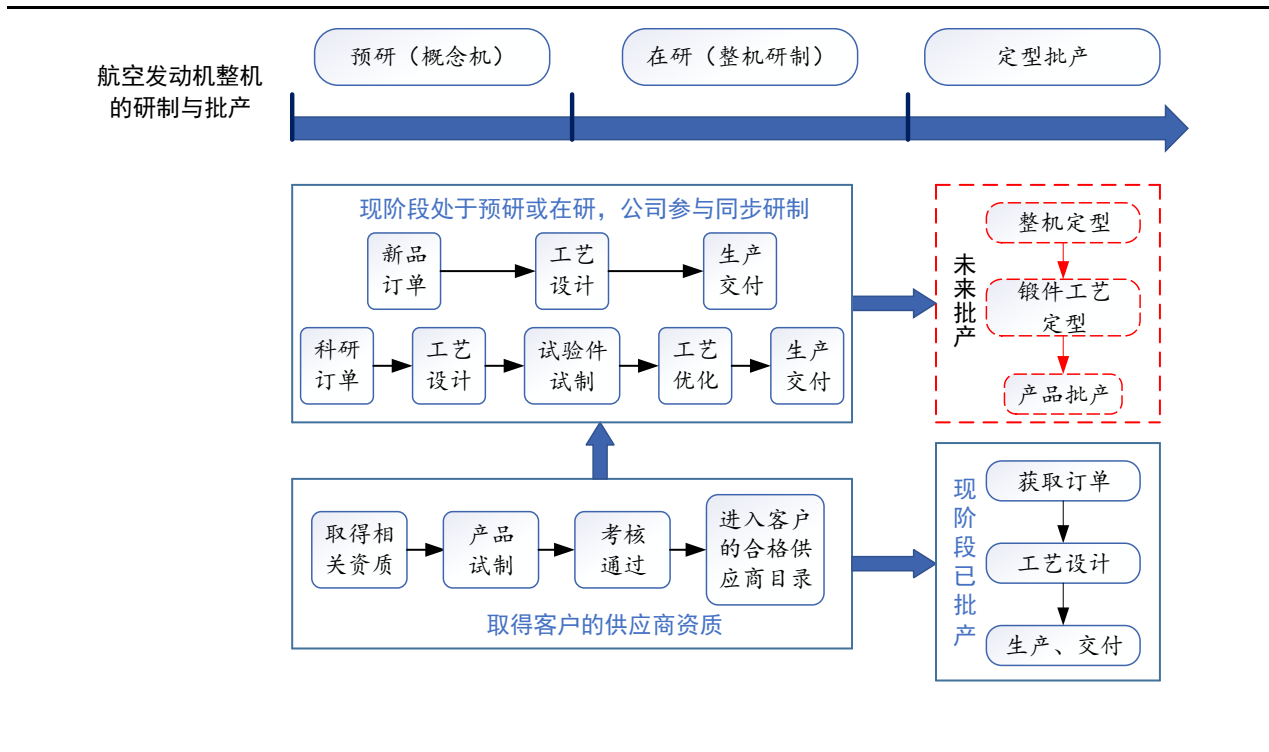 预研（概念机）
在研（整机研制）
定型批产
航空发动机整机
的研制与批产
现阶段处于预研或在研，公司参与同步研制
新品
订单
工艺
设计
生产
交付
科研
订单
工艺
设计
试验件
试制
工艺
优化
生产
交付
未来批产
整机定型
锻件工艺
定型
产品批产
取得相
关资质
产品
试制
考核
通过
进入客户
的合格供
应商目录
取得客户的供应商资质
现阶段已批产
获取订单
工艺设计
生产、交付